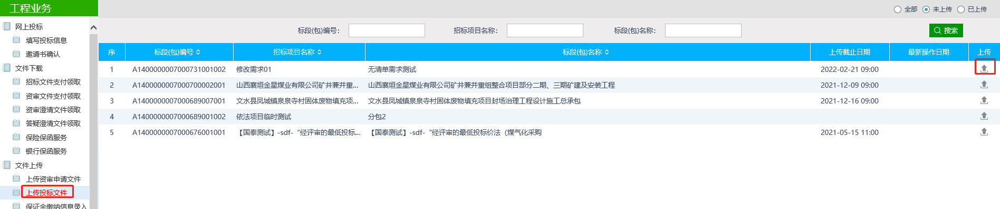 工程业务
全部 未上传 已上传
网上投标
填写投标信息
邀请书确认
文件下载
招标文件支付领取
资审文件支付领取
资审澄清文件领取
答疑澄清文件领取
保险保函服务
银行保函服务
文件上传
上传资审申请文件
上传投标文件
保证金缴纳信息录入
标段(包)编号： 招标项目名称： 标段(包)名称： 搜索
序 标段(包)编号 招标项目名称 标段(包)名称 上传截止日期 最新操作日期 上传
1 A1400000007000731001002 修改需求01 无清单需求测试 2022-02-21 09:00
2 A1400000007000700002001 山西襄垣金星煤业有限公司矿井兼并重... 山西襄垣金星煤业有限公司矿井兼并重组整合项目部分二期、三期矿建及安装工程 2021-12-09 09:00
3 A1400000007000689007001 文水县凤城镇泉泉寺村固体废物填充项... 文水县凤城镇泉泉寺村固体废物填充项目封场治理工程设计施工总承包 2021-12-16 09:00
4 A1400000007000689001002 依法项目临时测试 分包2
5 A1400000007000676001001 【国泰测试】-sdf-“经评审的最低投标... 【国泰测试】-sdf-“经评审的最低投标价法（煤气化采购 2021-05-15 11:00